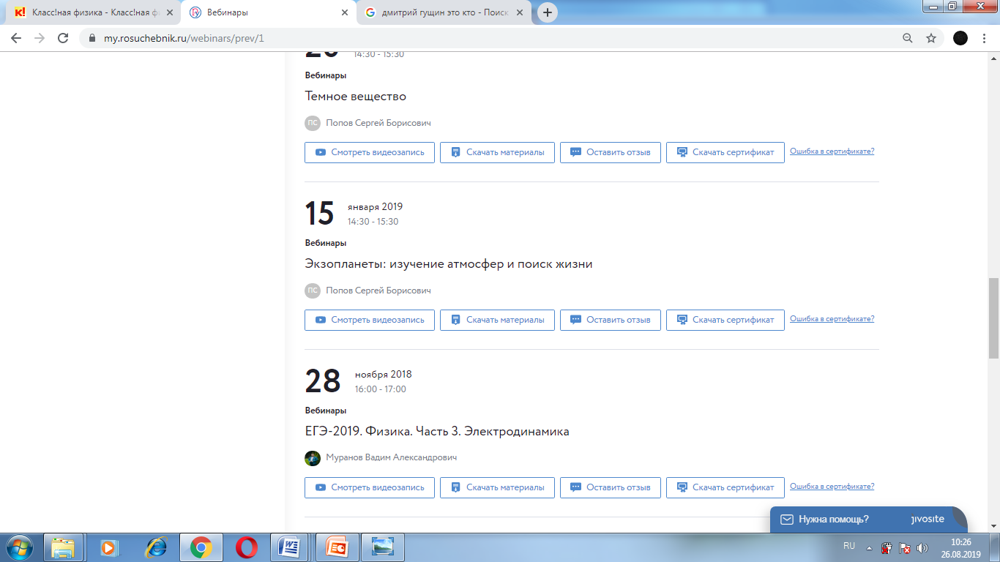 Класс!ная физика - Класс!ная ф
Вебинары
дмитрий гущин это кто - Поиск
my.rosuchebnik.ru/webinars/prev/1
14:30 - 15:30
Вебинары
Темное вещество
ПС Попов Сергей Борисович
Смотреть видеозапись Скачать материалы Оставить отзыв Скачать сертификат Ошибка в сертификате?
15 января 2019
14:30 - 15:30
Вебинары
Экзопланеты: изучение атмосфер и поиск жизни
ПС Попов Сергей Борисович
Смотреть видеозапись Скачать материалы Оставить отзыв Скачать сертификат Ошибка в сертификате?
28 ноября 2018
16:00 - 17:00
Вебинары
ЕГЭ-2019. Физика. Часть 3. Электродинамика
Муранов Вадим Александрович
Смотреть видеозапись Скачать материалы Оставить отзыв Скачать сертификат Ошибка в сертификате?
Нужна помощь? jivosite
RU 10:26
26.08.2019